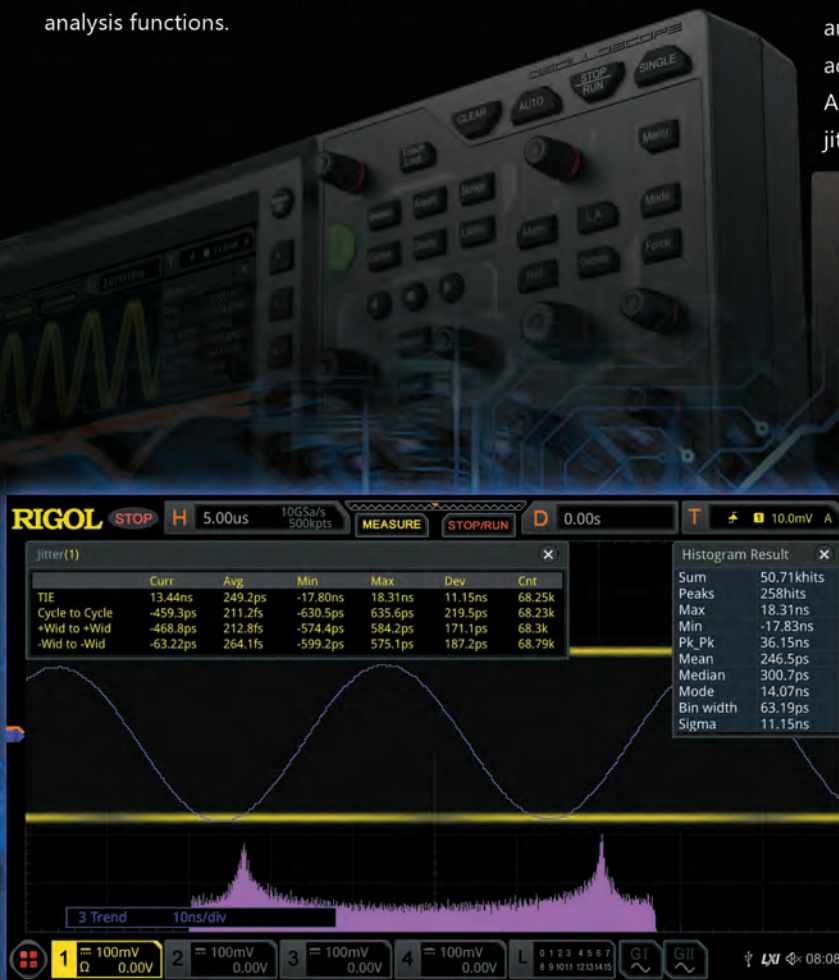 analysis functions.
OSCILLOSCOPE
CLEAR
AUTO
STOP
RUN
SINGLE
Touch
Lock
Menu
Math
LA
Mode
Ref
Decode
Force
RIGOL STOP H 5.00us 10GSa/s 500kpts MEASURE STOP/RUN D 0.00s T 1 10.0mV A
Jitter(1)
Curr Avg Min Max Dev Cnt
TIE 13.44ns 249.2ps -17.80ns 18.31ns 11.15ns 68.25k
Cycle to Cycle -459.3ps 211.2fs -630.5ps 635.6ps 219.5ps 68.23k
+Wid to +Wid -468.8ps 212.8fs -574.4ps 584.2ps 171.1ps 68.3k
-Wid to -Wid -63.22ps 264.1fs -599.2ps 575.1ps 187.2ps 68.79k
Histogram Result
Sum 50.71khits
Peaks 258hits
Max 18.31ns
Min -17.83ns
Pk_Pk 36.15ns
Mean 246.5ps
Median 300.7ps
Mode 14.07ns
Bin width 63.19ps
Sigma 11.15ns
3 Trend 10ns/div
1 100mV Ω 0.00V 2 100mV 0.00V 3 100mV 0.00V 4 100mV 0.00V L 0 1 2 3 4 5 6 7 8 9 10 11 12 13 14 15 GI GII LXI 08:08